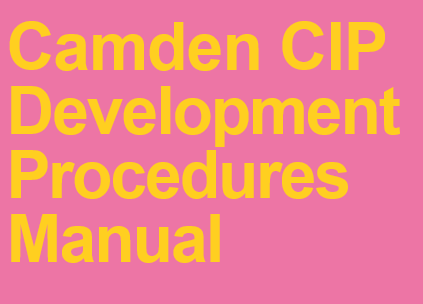 Camden CIP
Development
Procedures
Manual